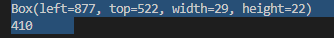 Box(left=877, top=522, width=29, height=22)
410